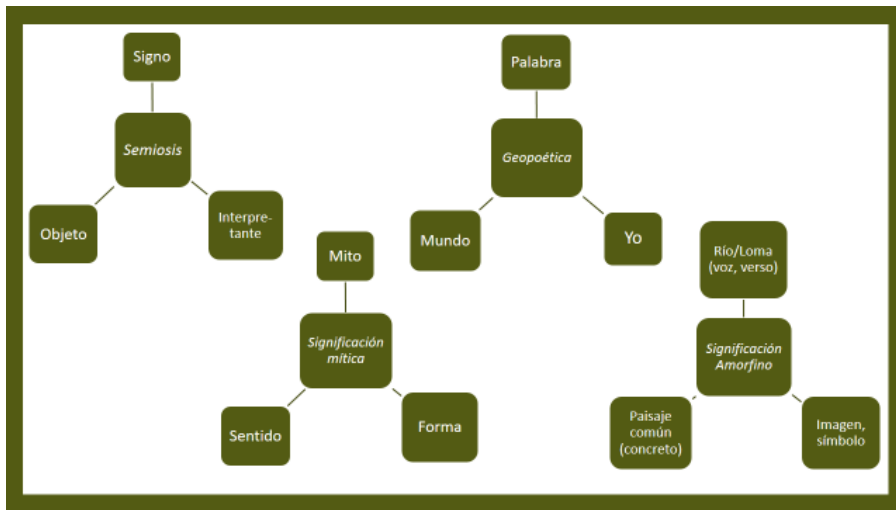 Signo
Semiosis
Objeto
Interpre-
tante
Palabra
Geopoética
Mundo
Yo
Mito
Significación
mítica
Sentido
Forma
Río/Loma
(voz, verso)
Significación
Amorfino
Paisaje
común
(concreto)
Imagen,
símbolo